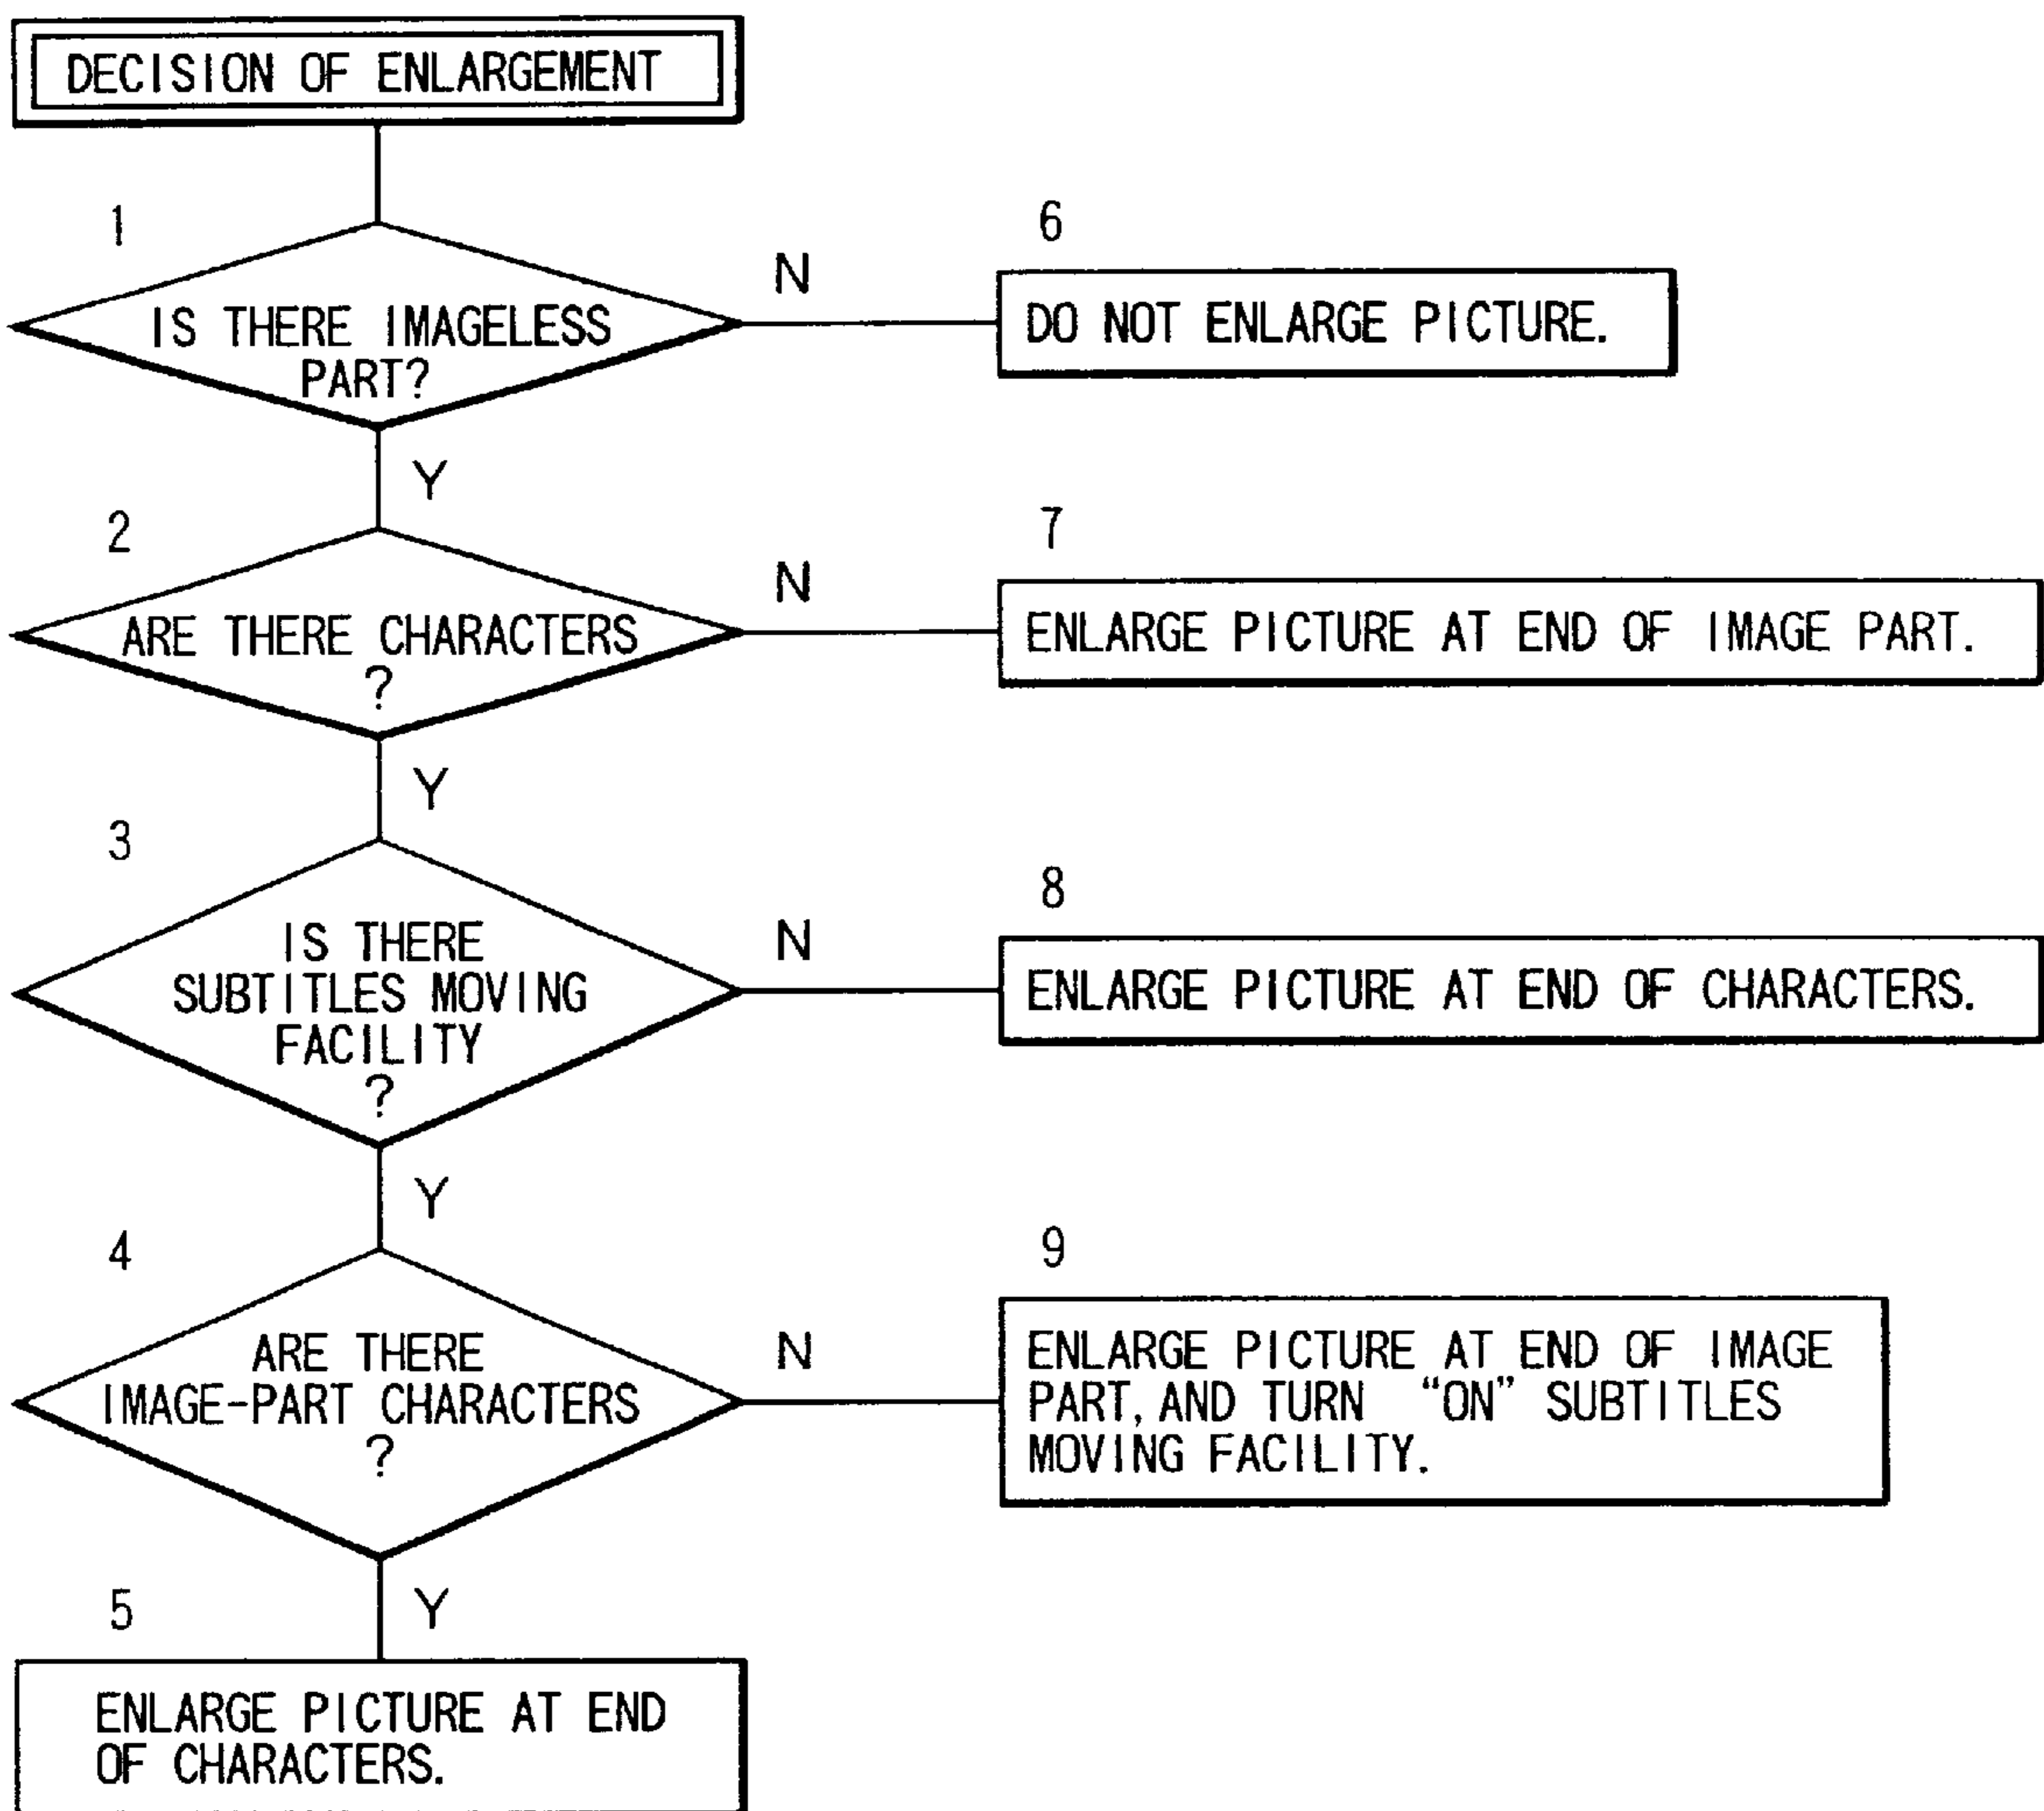 DECISION OF ENLARGEMENT
1
IS THERE IMAGELESS
PART?
N
6
DO NOT ENLARGE PICTURE.
Y
2
ARE THERE CHARACTERS
?
N
7
ENLARGE PICTURE AT END OF IMAGE PART.
Y
3
IS THERE
SUBTITLES MOVING
FACILITY
?
N
8
ENLARGE PICTURE AT END OF CHARACTERS.
Y
4
ARE THERE
IMAGE-PART CHARACTERS
?
N
9
ENLARGE PICTURE AT END OF IMAGE
PART, AND TURN “ON” SUBTITLES
MOVING FACILITY.
Y
5
ENLARGE PICTURE AT END
OF CHARACTERS.